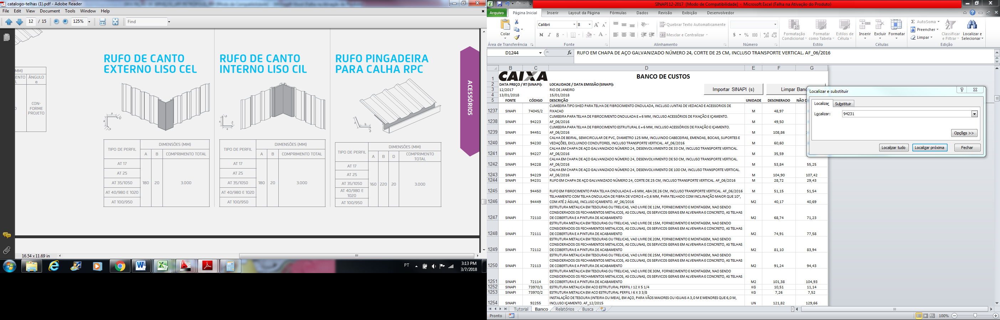 catalogo-telhas (1).pdf - Adobe Reader
File Edit View Document Tools Window Help
12 / 15 125% Find
MM)
ENTO ÂNGULO
L α
CON-
FORME
PROJETO
RUFO DE CANTO
EXTERNO LISO CEL
TIPO DE PERFIL DIMENSÕES (MM)
A B COMPRIMENTO TOTAL
AT 17
AT 25
AT 35/1050 180 20 3.000
AT 40/980 E 1020
AT 100/950
RUFO DE CANTO
INTERNO LISO CIL
TIPO DE PERFIL DIMENSÕES (MM)
A B COMPRIMENTO TOTAL
AT 17
AT 25
AT 35/1050 180 20 3.000
AT 40/980 E 1020
AT 100/950
RUFO PINGADEIRA
PARA CALHA RPC
TIPO DE PERFIL DIMENSÕES (MM)
A B D COMPRIMENTO
TOTAL
AT 17
AT 25
AT 35/1050 160 220 20 3.000
AT 40/980 E
1020
AT 100/950
ACESSÓRIOS
16.54 x 11.69 in
PT 3:13 PM
3/7/2018
SINAPI 12-2017 [Modo de Compatibilidade] - Microsoft Excel (Falha na Ativação do Produto)
Arquivo Página Inicial Inserir Layout da Página Fórmulas Dados Revisão Exibição Desenvolvedor
Colar
Área de Transferência
Calibri 8
N I S
Fonte
Quebrar Texto Automaticamente
Mesclar e Centralizar
Alinhamento
$ % 000
Número
Formatação
Condicional
Formatar
como Tabela
Estilos de
Célula
Estilo
Inserir Excluir Formatar
Células
AutoSoma
Preencher
Limpar
Classificar
e Filtrar
Localizar e
Selecionar
Edição
D1244 fx RUFO EM CHAPA DE AÇO GALVANIZADO NÚMERO 24, CORTE DE 25 CM, INCLUSO TRANSPORTE VERTICAL. AF_06/2016
B C D E F G
1 CAIXA BANCO DE CUSTOS
2 DATA PREÇO / RT (SINAPI): LOCALIDADE / DATA EMISSÃO (SINAPI):
3 12/2017 RIO DE JANEIRO
4 13/01/2018 15/01/2018
Importar SINAPI (s) Limpar Banc
5 FONTE CÓDIGO DESCRIÇÃO UNIDADE DESONERADO NÃO D
CUMEEIRA TIPO SHED PARA TELHA DE FIBROCIMENTO ONDULADA, INCLUSO JUNTAS DE VEDACAO E ACESSORIOS DE
1237 SINAPI 74045/2 FIXACAO M 48,97
CUMEEIRA PARA TELHA DE FIBROCIMENTO ONDULADA E = 6 MM, INCLUSO ACESSÓRIOS DE FIXAÇÃO E IÇAMENTO.
1238 SINAPI 94223 AF_06/2016 M 49,50
CUMEEIRA PARA TELHA DE FIBROCIMENTO ESTRUTURAL E = 6 MM, INCLUSO ACESSÓRIOS DE FIXAÇÃO E IÇAMENTO.
1239 SINAPI 94451 AF_06/2016 M 108,86
CALHA DE BEIRAL, SEMICIRCULAR DE PVC, DIAMETRO 125 MM, INCLUINDO CABECEIRAS, EMENDAS, BOCAIS, SUPORTES E
1240 SINAPI 94230 VEDAÇÕES, EXCLUINDO CONDUTORES, INCLUSO TRANSPORTE VERTICAL. AF_06/2016 M 60,60
CALHA EM CHAPA DE AÇO GALVANIZADO NÚMERO 24, DESENVOLVIMENTO DE 33 CM, INCLUSO TRANSPORTE VERTICAL.
1241 SINAPI 94227 AF_06/2016 M 35,59
CALHA EM CHAPA DE AÇO GALVANIZADO NÚMERO 24, DESENVOLVIMENTO DE 50 CM, INCLUSO TRANSPORTE VERTICAL.
1242 SINAPI 94228 AF_06/2016 M 53,84 55,25
CALHA EM CHAPA DE AÇO GALVANIZADO NÚMERO 24, DESENVOLVIMENTO DE 100 CM, INCLUSO TRANSPORTE VERTICAL.
1243 SINAPI 94229 AF_06/2016 M 104,90 107,42
1244 SINAPI 94231 RUFO EM CHAPA DE AÇO GALVANIZADO NÚMERO 24, CORTE DE 25 CM, INCLUSO TRANSPORTE VERTICAL. AF_06/2016 M 28,72 29,43
1245 SINAPI 94450 RUFO EM FIBROCIMENTO PARA TELHA ONDULADA E = 6 MM, ABA DE 26 CM, INCLUSO TRANSPORTE VERTICAL. AF_06/2016 M 51,15 51,54
TELHAMENTO COM TELHA ONDULADA DE FIBRA DE VIDRO E = 0,6 MM, PARA TELHADO COM INCLINAÇÃO MAIOR QUE 10°,
1246 SINAPI 94449 COM ATÉ 2 ÁGUAS, INCLUSO IÇAMENTO. AF_06/2016 M2 40,17 40,69
ESTRUTURA METALICA EM TESOURAS OU TRELICAS, VAO LIVRE DE 12M, FORNECIMENTO E MONTAGEM, NAO SENDO
CONSIDERADOS OS FECHAMENTOS METALICOS, AS COLUNAS, OS SERVICOS GERAIS EM ALVENARIA E CONCRETO, AS TELHAS
1247 SINAPI 72110 DE COBERTURA E A PINTURA DE ACABAMENTO M2 68,74 71,23
ESTRUTURA METALICA EM TESOURAS OU TRELICAS, VAO LIVRE DE 15M, FORNECIMENTO E MONTAGEM, NAO SENDO
CONSIDERADOS OS FECHAMENTOS METALICOS, AS COLUNAS, OS SERVICOS GERAIS EM ALVENARIA E CONCRETO, AS TELHAS
1248 SINAPI 72111 DE COBERTURA E A PINTURA DE ACABAMENTO M2 74,91 77,58
ESTRUTURA METALICA EM TESOURAS OU TRELICAS, VAO LIVRE DE 20M, FORNECIMENTO E MONTAGEM, NAO SENDO
CONSIDERADOS OS FECHAMENTOS METALICOS, AS COLUNAS, OS SERVICOS GERAIS EM ALVENARIA E CONCRETO, AS TELHAS
1249 SINAPI 72112 DE COBERTURA E A PINTURA DE ACABAMENTO M2 81,10 83,94
ESTRUTURA METALICA EM TESOURAS OU TRELICAS, VAO LIVRE DE 25M, FORNECIMENTO E MONTAGEM, NAO SENDO
CONSIDERADOS OS FECHAMENTOS METALICOS, AS COLUNAS, OS SERVICOS GERAIS EM ALVENARIA E CONCRETO, AS TELHAS
1250 SINAPI 72113 DE COBERTURA E A PINTURA DE ACABAMENTO M2 91,24 94,43
ESTRUTURA METALICA EM TESOURAS OU TRELICAS, VAO LIVRE DE 30M, FORNECIMENTO E MONTAGEM, NAO SENDO
CONSIDERADOS OS FECHAMENTOS METALICOS, AS COLUNAS, OS SERVICOS GERAIS EM ALVENARIA E CONCRETO, AS TELHAS
1251 SINAPI 72114 DE COBERTURA E A PINTURA DE ACABAMENTO M2 101,38 104,93
1252 SINAPI 73970/1 ESTRUTURA METALICA EM ACO ESTRUTURAL PERFIL I 12 X 5 1/4 KG 10,51 11,14
1253 SINAPI 73970/2 ESTRUTURA METALICA EM ACO ESTRUTURAL PERFIL I 6 X 3 3/8 KG 7,26 7,52
INSTALAÇÃO DE TESOURA (INTEIRA OU MEIA), EM AÇO, PARA VÃOS MAIORES OU IGUAIS A 3,0 M E MENORES QUE 6,0 M,
1254 SINAPI 92255 INCLUSO IÇAMENTO. AF_12/2015 UN 121,82 129,66
Localizar e substituir
Localizar Substituir
Localizar: 94231
Opções >>
Localizar tudo Localizar próxima Fechar
Tutorial Banco Relatórios Busca
Pronto 100%